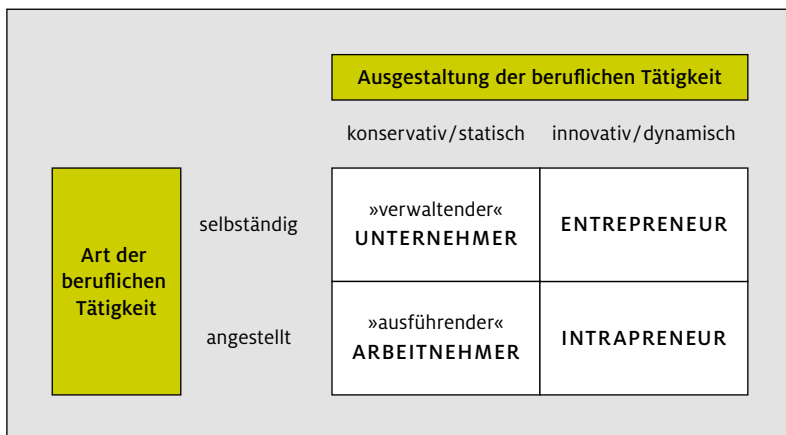 Ausgestaltung der beruflichen Tätigkeit
konservativ/statisch innovativ/dynamisch
selbständig
»verwaltender«
UNTERNEHMER
ENTREPRENEUR
Art der
beruflichen
Tätigkeit
angestellt
»ausführender«
ARBEITNEHMER
INTRAPRENEUR